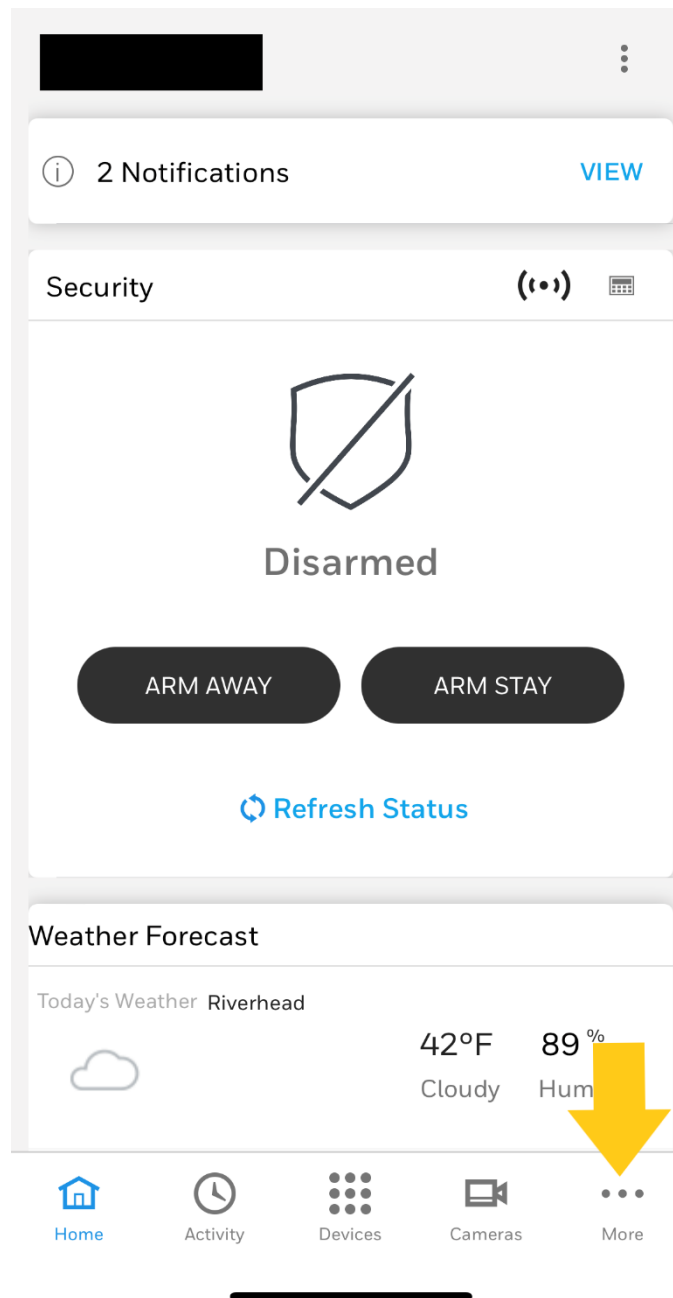 2 Notifications VIEW
Security
Disarmed
ARM AWAY ARM STAY
Refresh Status
Weather Forecast
Today's Weather Riverhead
42°F 89 %
Cloudy Hum
Home Activity Devices Cameras More